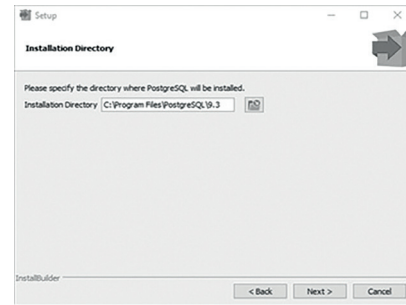 Setup
Installation Directory
Please specify the directory where PostgreSQL will be installed.
Installation Directory C:\Program Files\PostgreSQL\9.3
InstallBuilder
< Back Next > Cancel